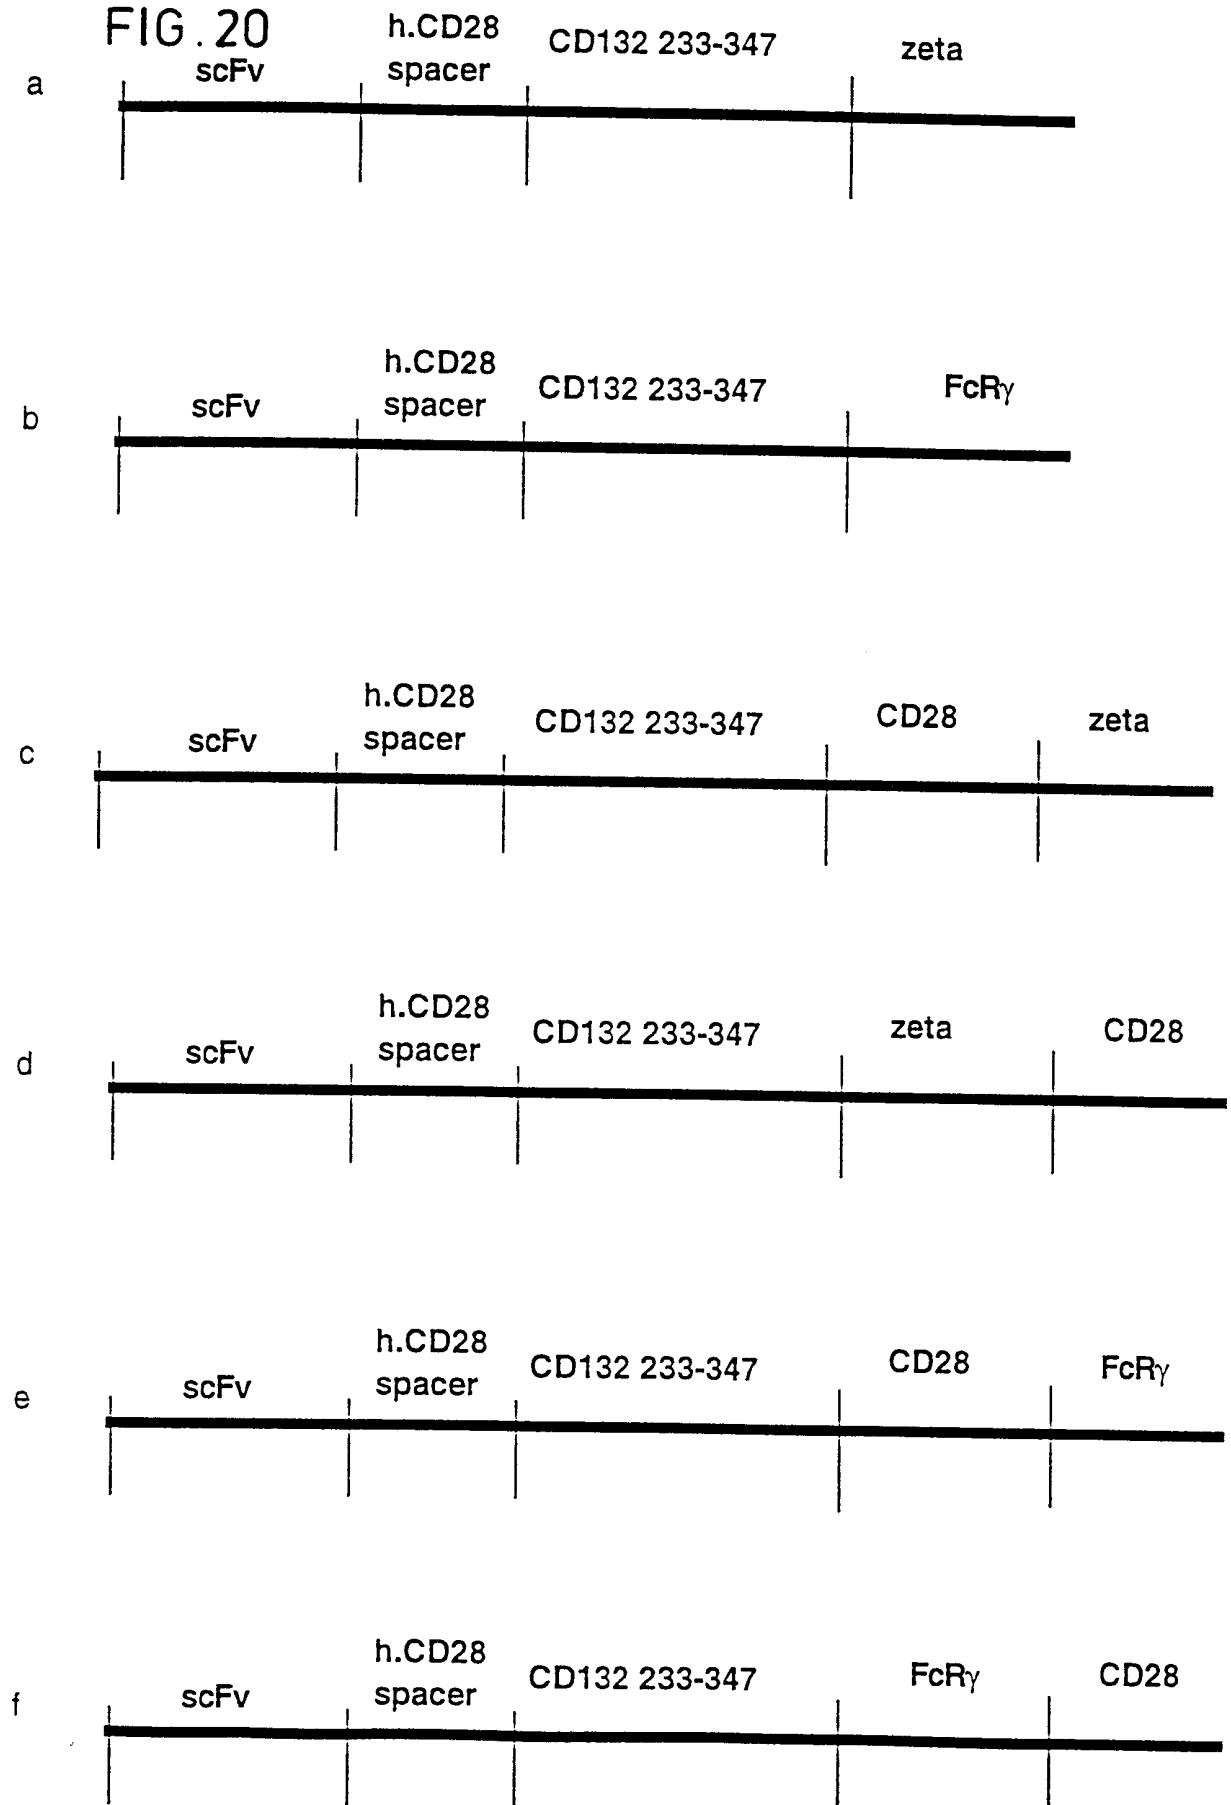 FIG. 20
a
scFv
h.CD28
spacer
CD132 233-347
zeta
b
scFv
h.CD28
spacer
CD132 233-347
FcRγ
c
scFv
h.CD28
spacer
CD132 233-347
CD28
zeta
d
scFv
h.CD28
spacer
CD132 233-347
zeta
CD28
e
scFv
h.CD28
spacer
CD132 233-347
CD28
FcRγ
f
scFv
h.CD28
spacer
CD132 233-347
FcRγ
CD28